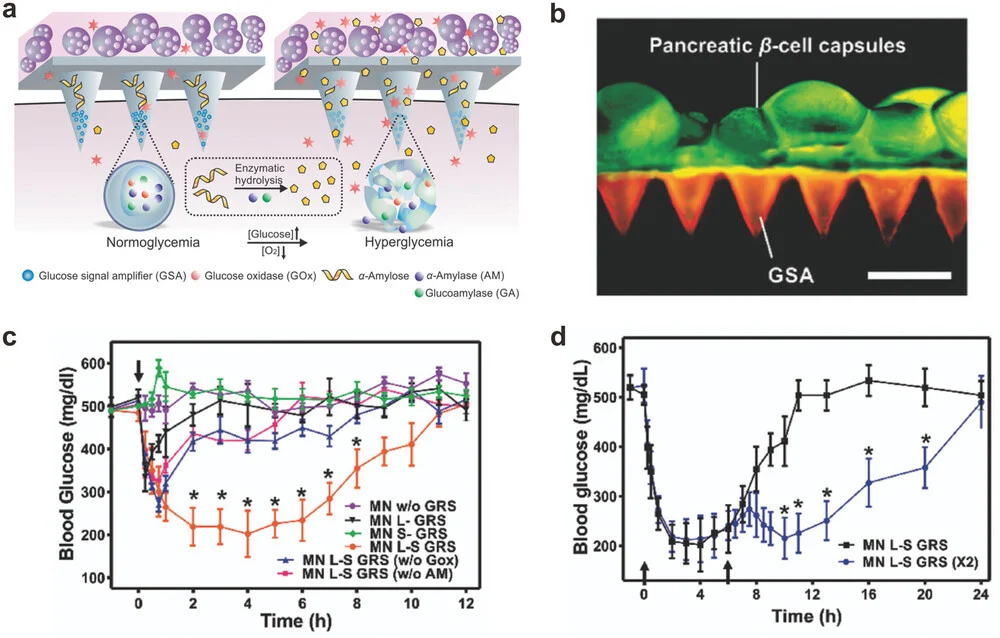 a
Enzymatic
hydrolysis
Normoglycemia
[Glucose]↑
[O₂]↓
Hyperglycemia
Glucose signal amplifier (GSA)
Glucose oxidase (GOx)
α-Amylose
α-Amylase (AM)
Glucoamylase (GA)
b
Pancreatic β-cell capsules
GSA
c
Blood Glucose (mg/dl)
600
500
400
300
200
100
* * * * * * *
MN w/o GRS
MN L- GRS
MN S- GRS
MN L-S GRS
MN L-S GRS (w/o Gox)
MN L-S GRS (w/o AM)
0 2 4 6 8 10 12
Time (h)
d
Blood glucose (mg/dL)
600
500
400
300
200
* * * * *
MN L-S GRS
MN L-S GRS (X2)
0 4 8 12 16 20 24
Time (h)